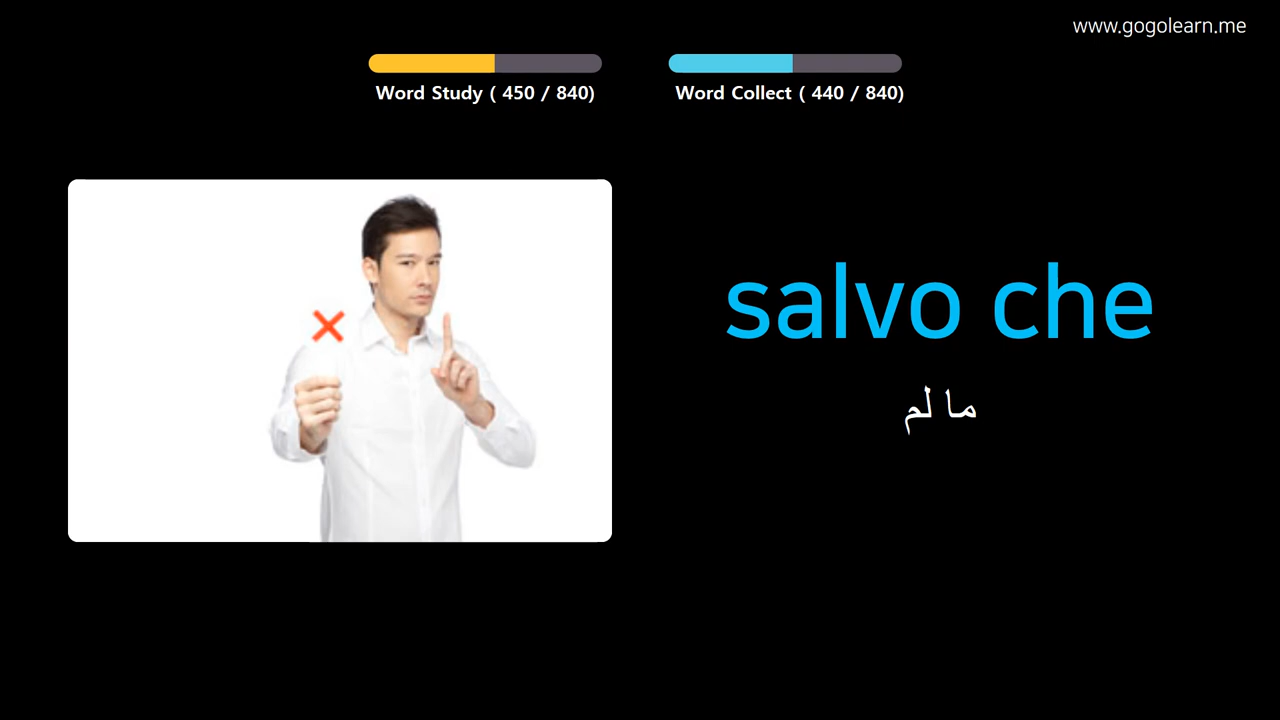 www.gogolearn.me
Word Study ( 450 / 840)
Word Collect ( 440 / 840)
salvo che
ما لم